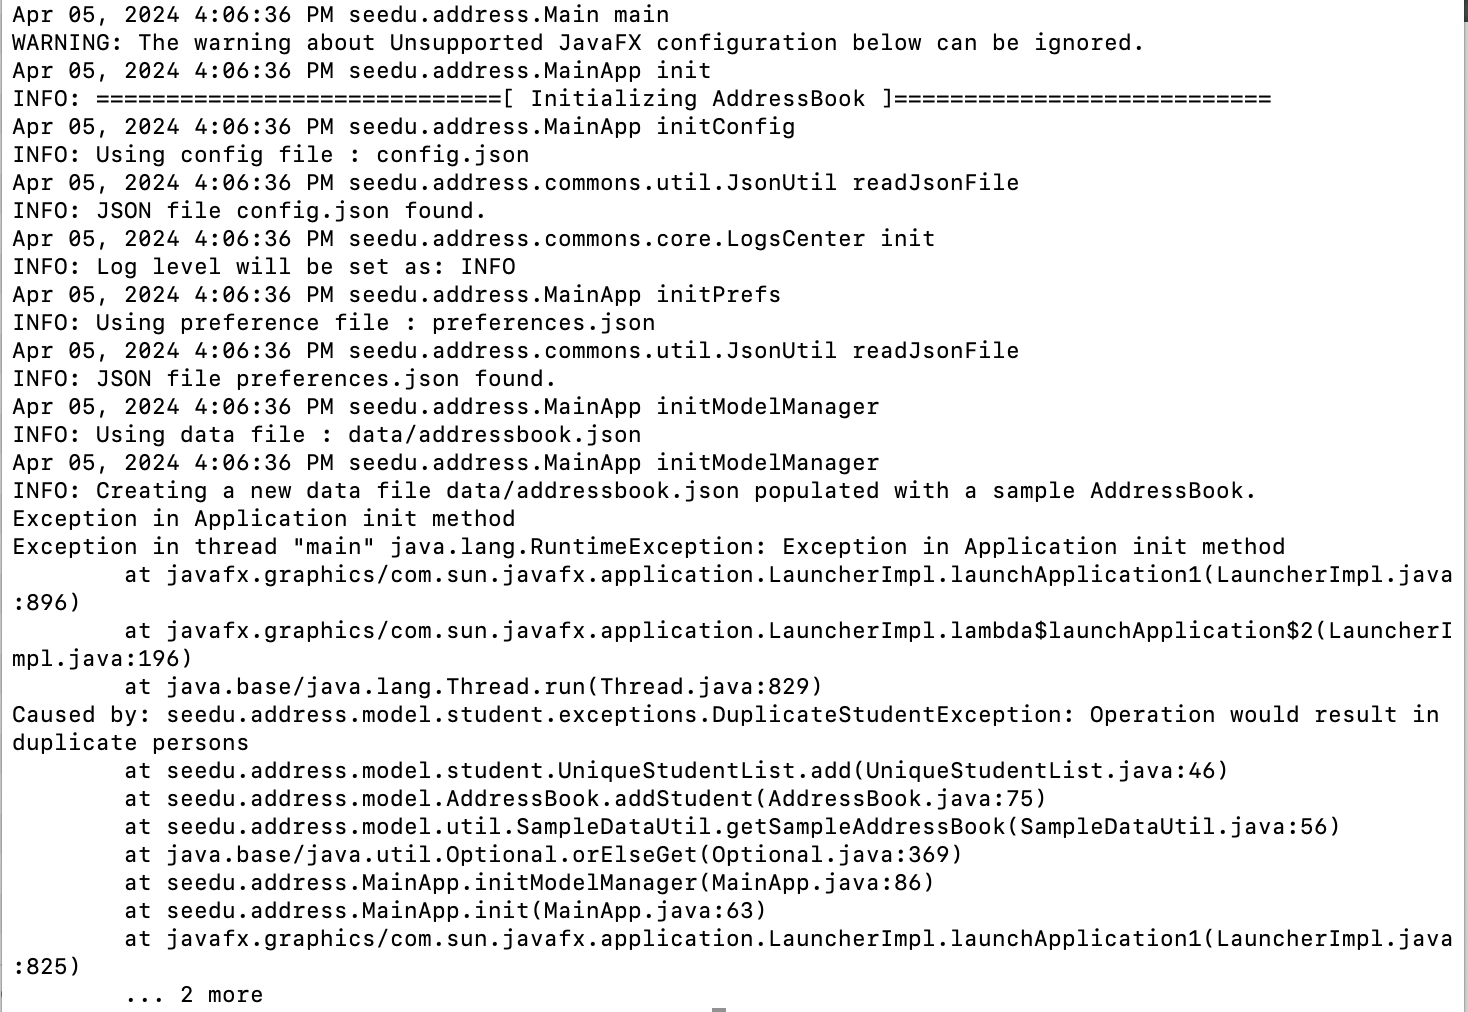 Apr 05, 2024 4:06:36 PM seedu.address.Main main
WARNING: The warning about Unsupported JavaFX configuration below can be ignored.
Apr 05, 2024 4:06:36 PM seedu.address.MainApp init
INFO: =============================[ Initializing AddressBook ]===========================
Apr 05, 2024 4:06:36 PM seedu.address.MainApp initConfig
INFO: Using config file : config.json
Apr 05, 2024 4:06:36 PM seedu.address.commons.util.JsonUtil readJsonFile
INFO: JSON file config.json found.
Apr 05, 2024 4:06:36 PM seedu.address.commons.core.LogsCenter init
INFO: Log level will be set as: INFO
Apr 05, 2024 4:06:36 PM seedu.address.MainApp initPrefs
INFO: Using preference file : preferences.json
Apr 05, 2024 4:06:36 PM seedu.address.commons.util.JsonUtil readJsonFile
INFO: JSON file preferences.json found.
Apr 05, 2024 4:06:36 PM seedu.address.MainApp initModelManager
INFO: Using data file : data/addressbook.json
Apr 05, 2024 4:06:36 PM seedu.address.MainApp initModelManager
INFO: Creating a new data file data/addressbook.json populated with a sample AddressBook.
Exception in Application init method
Exception in thread "main" java.lang.RuntimeException: Exception in Application init method
        at javafx.graphics/com.sun.javafx.application.LauncherImpl.launchApplication1(LauncherImpl.java
:896)
        at javafx.graphics/com.sun.javafx.application.LauncherImpl.lambda$launchApplication$2(LauncherI
mpl.java:196)
        at java.base/java.lang.Thread.run(Thread.java:829)
Caused by: seedu.address.model.student.exceptions.DuplicateStudentException: Operation would result in
duplicate persons
        at seedu.address.model.student.UniqueStudentList.add(UniqueStudentList.java:46)
        at seedu.address.model.AddressBook.addStudent(AddressBook.java:75)
        at seedu.address.model.util.SampleDataUtil.getSampleAddressBook(SampleDataUtil.java:56)
        at java.base/java.util.Optional.orElseGet(Optional.java:369)
        at seedu.address.MainApp.initModelManager(MainApp.java:86)
        at seedu.address.MainApp.init(MainApp.java:63)
        at javafx.graphics/com.sun.javafx.application.LauncherImpl.launchApplication1(LauncherImpl.java
:825)
        ... 2 more